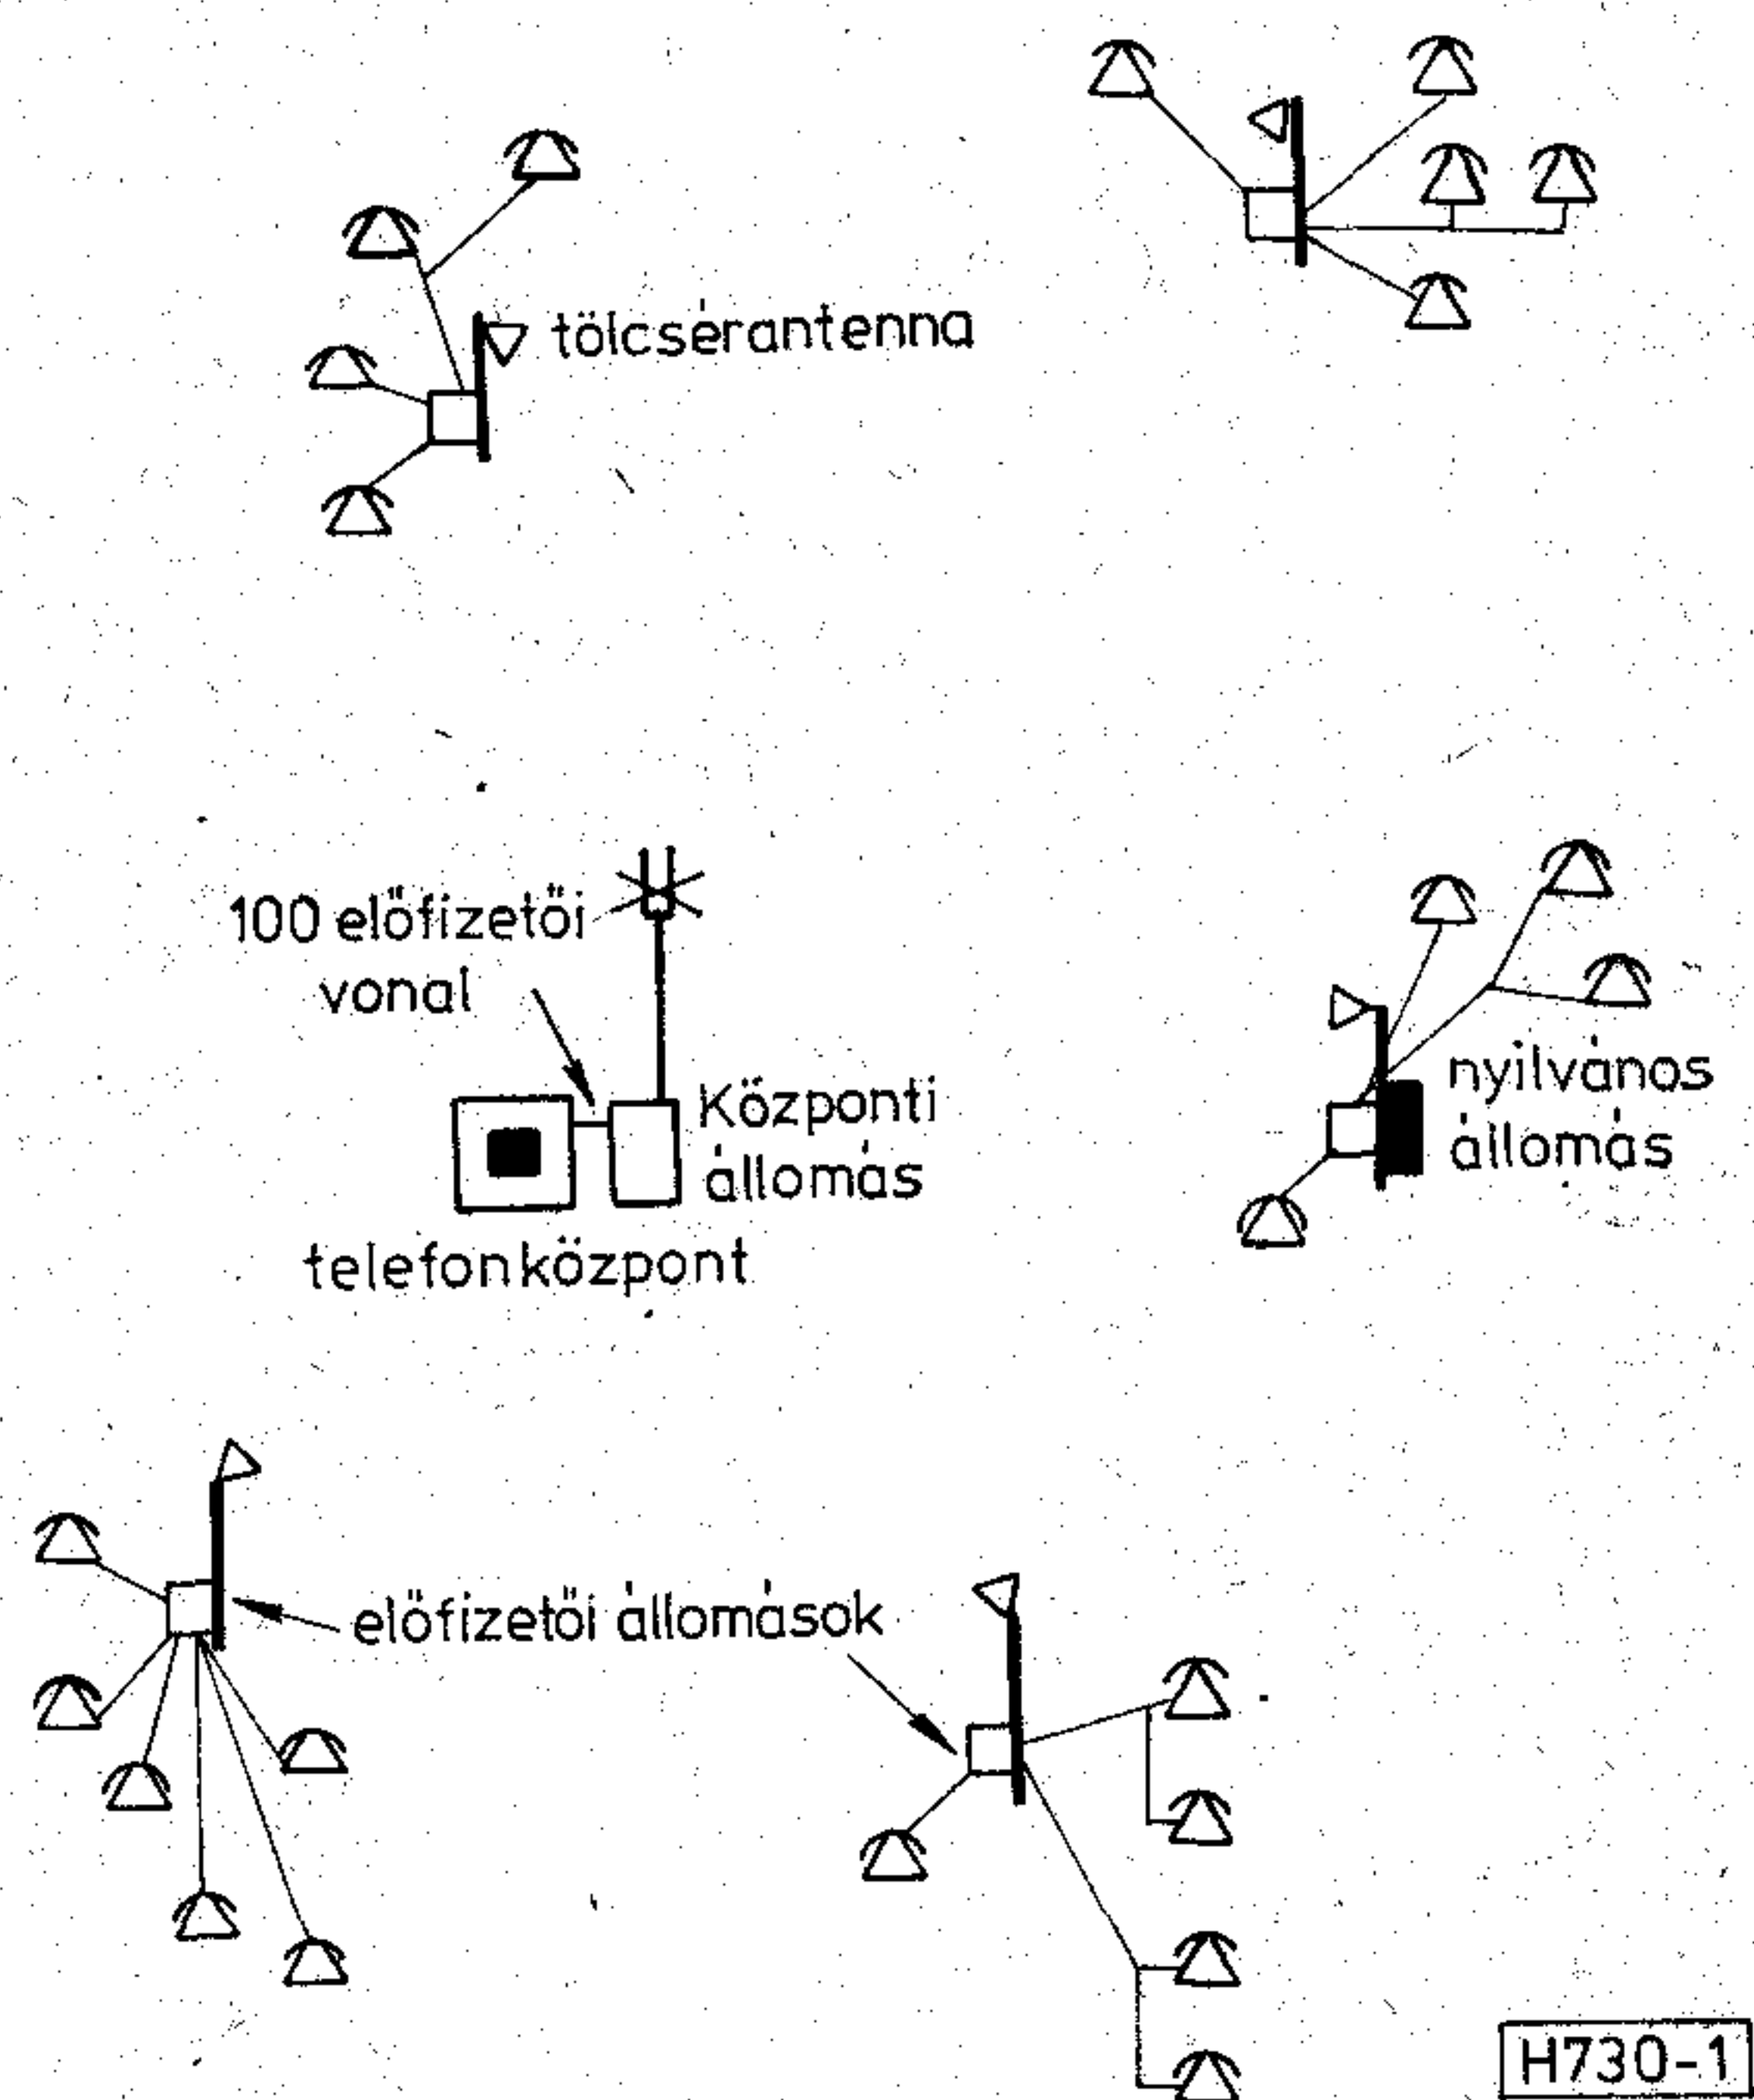 tölcsérantenna
100 előfizetői
vonal
Központi
állomás
telefonközpont
nyilvános
állomás
előfizetői állomások
H730-1